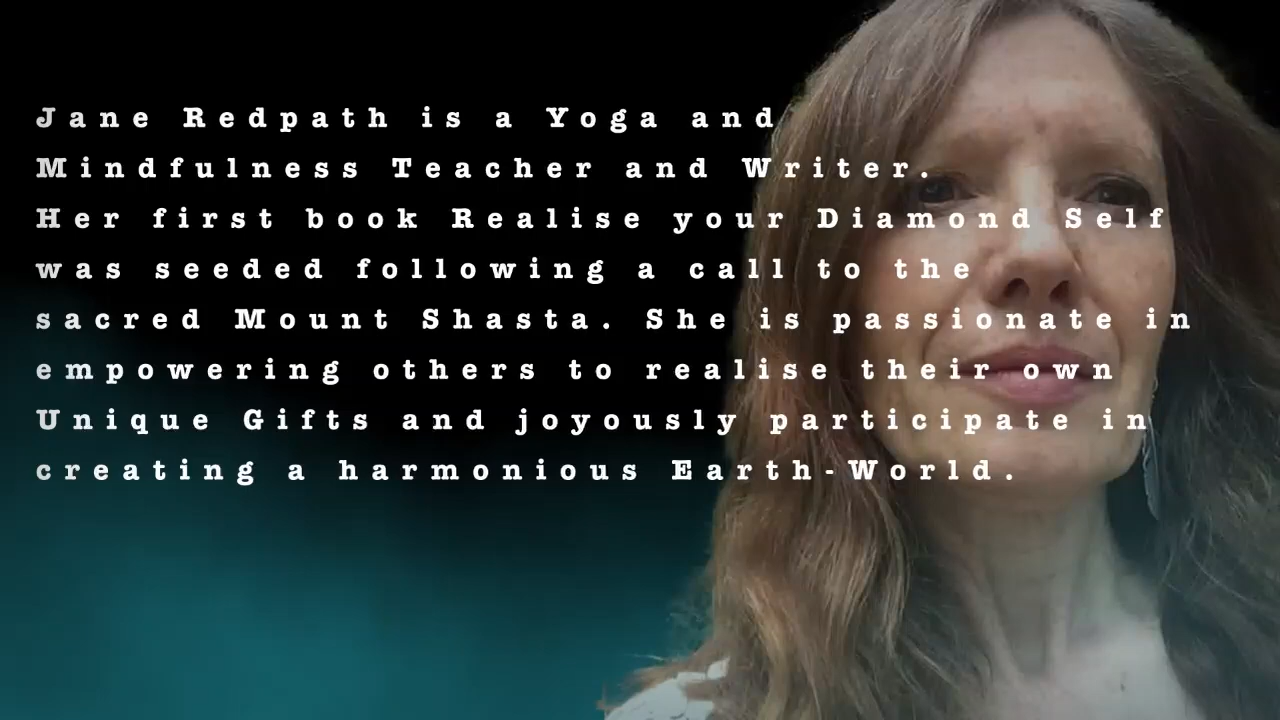 Jane Redpath is a Yoga and
Mindfulness Teacher and Writer.
Her first book Realise your Diamond Self
was seeded following a call to the
sacred Mount Shasta. She is passionate in
empowering others to realise their own
Unique Gifts and joyously participate in
creating a harmonious Earth-World.